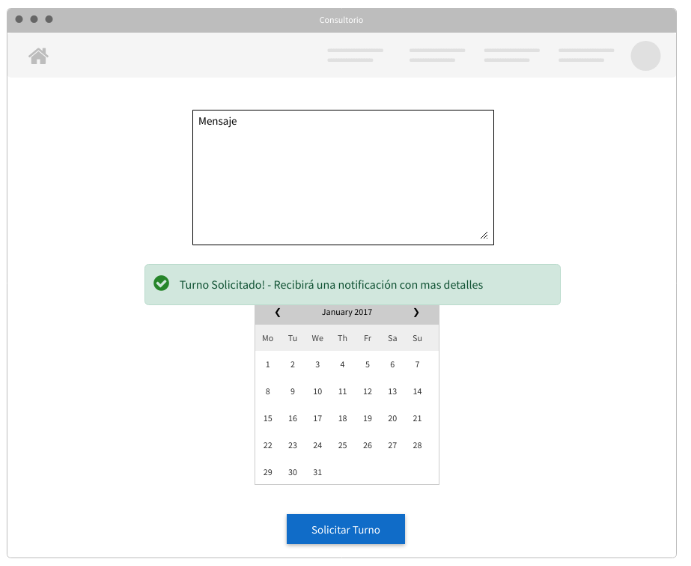 Consultorio
Mensaje
Turno Solicitado! - Recibirá una notificación con mas detalles
❮ January 2017 ❯
Mo Tu We Th Fr Sa Su
1 2 3 4 5 6 7
8 9 10 11 12 13 14
15 16 17 18 19 20 21
22 23 24 25 26 27 28
29 30 31
Solicitar Turno